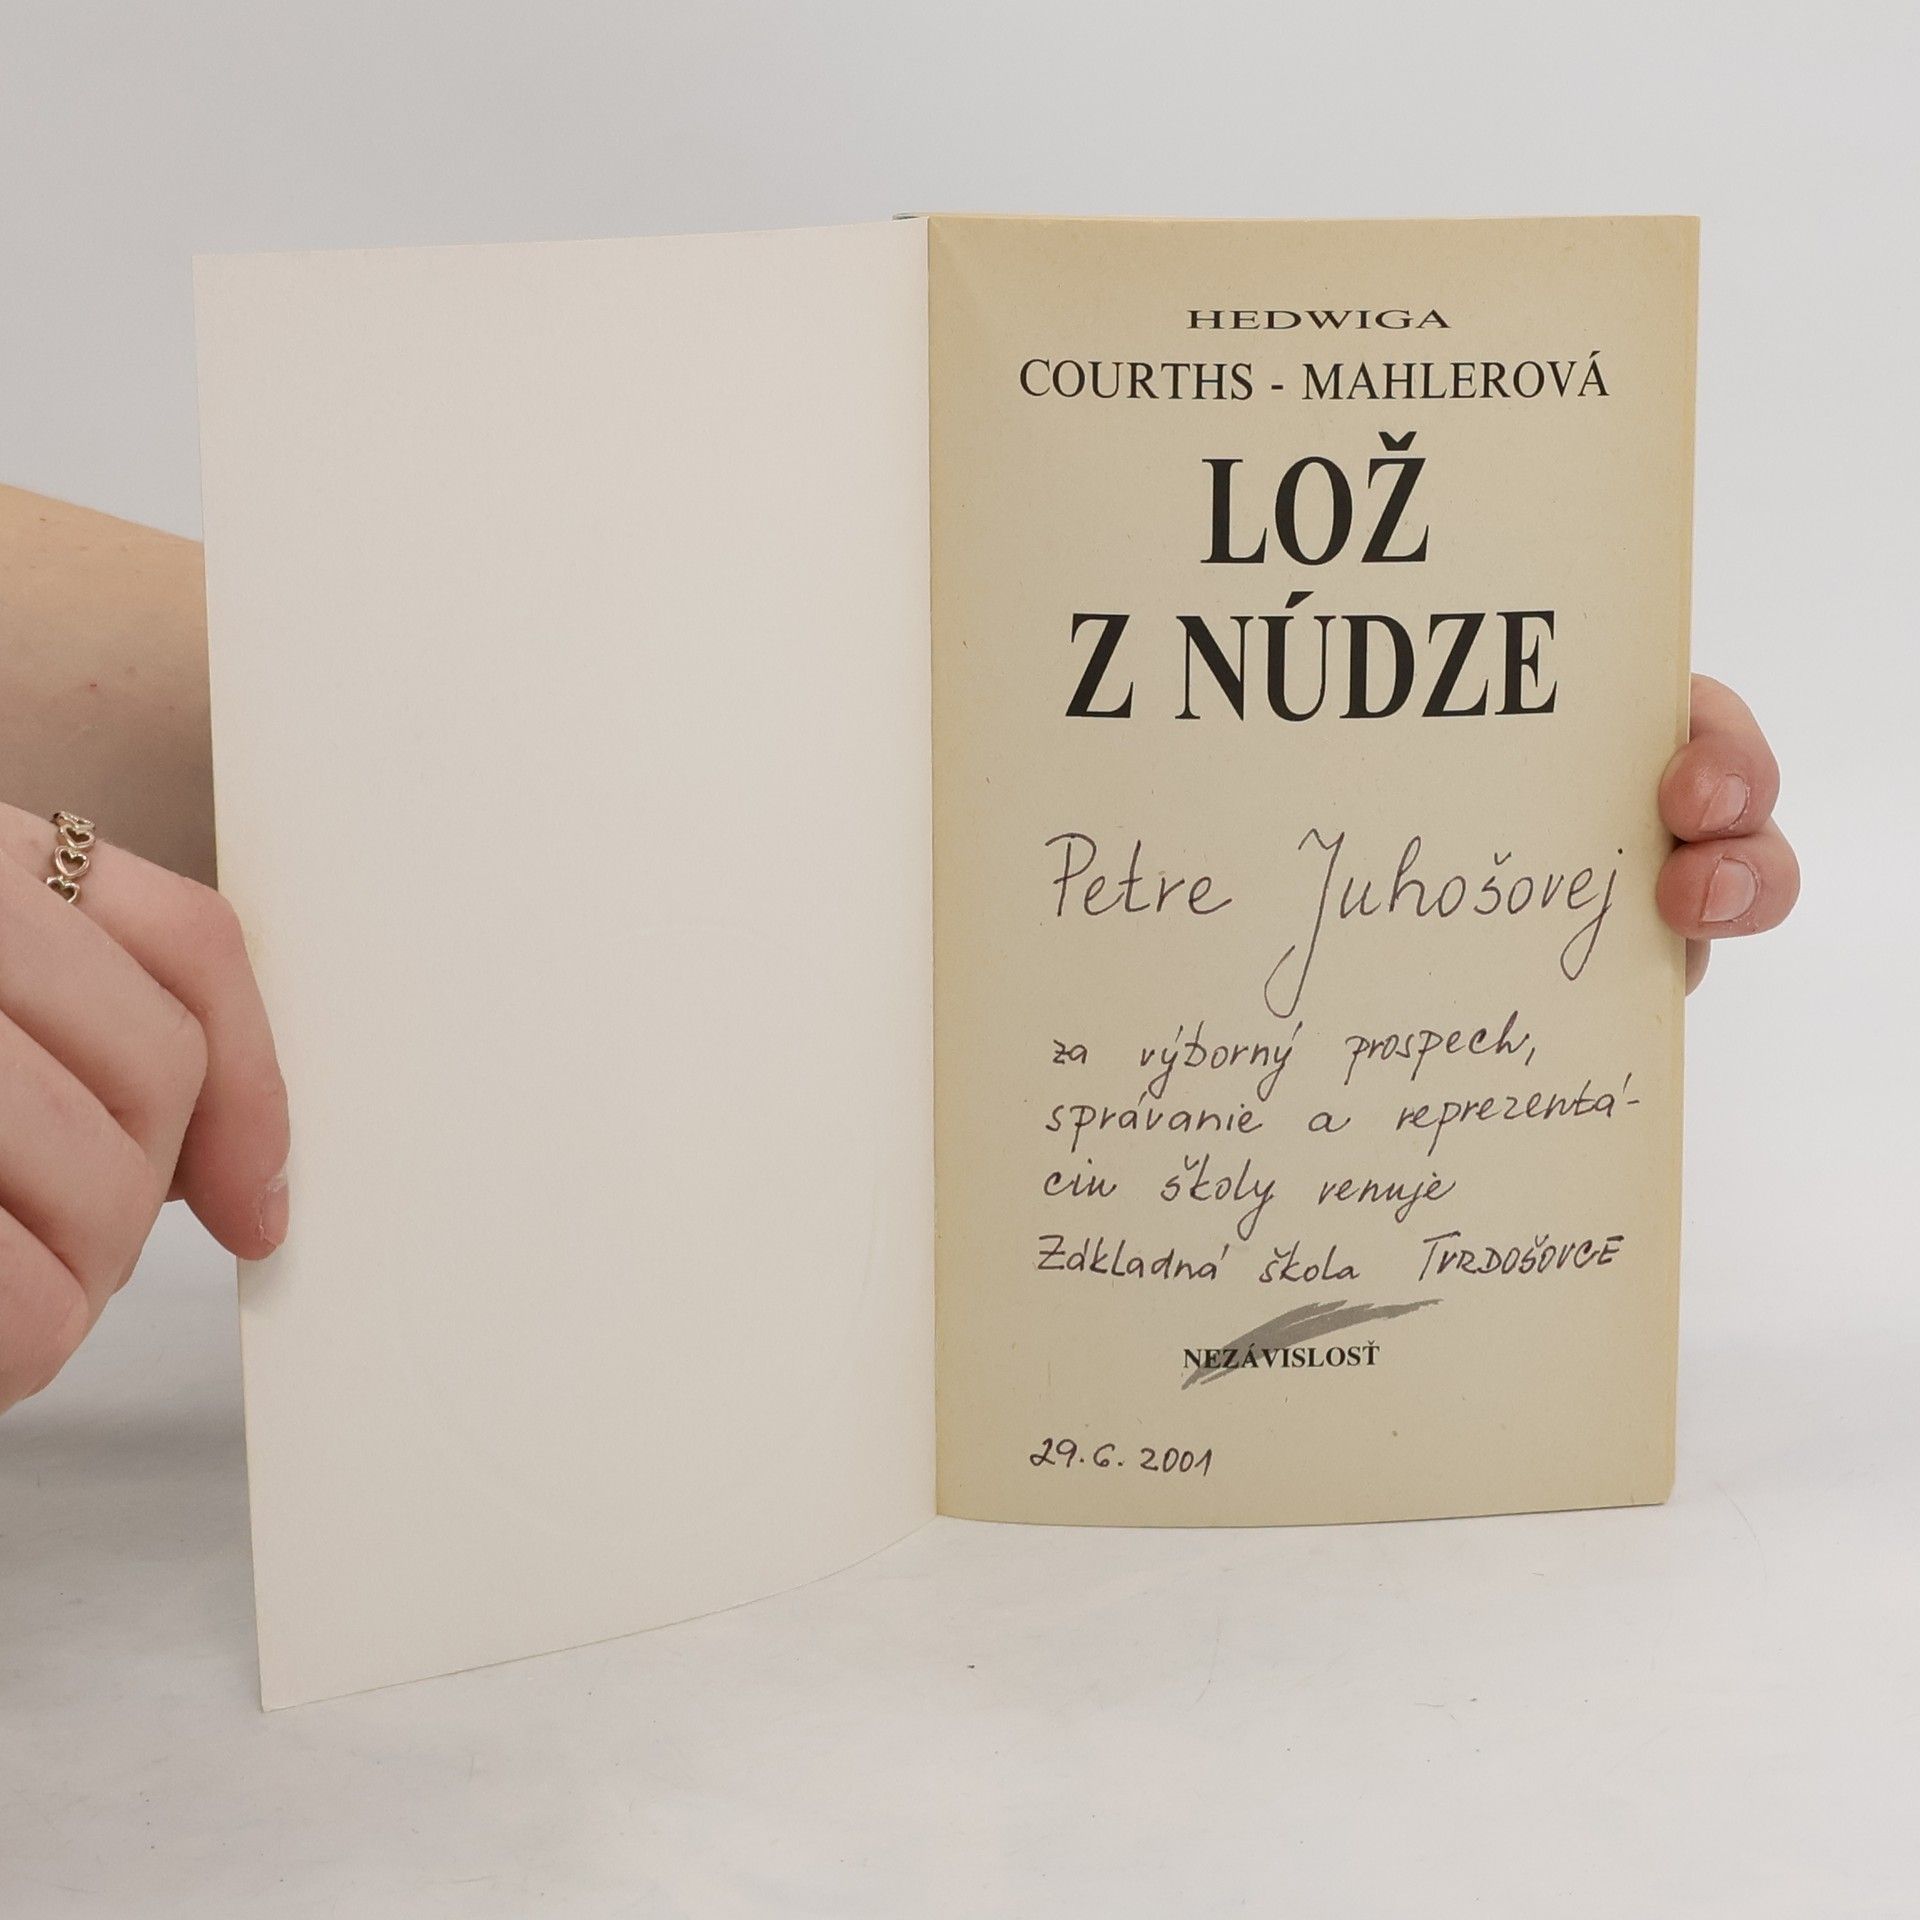 HEDWIGA
COURTHS - MAHLEROVÁ
LOŽ
Z NÚDZE
Petre Juhošovej
za výborný prospech,
správanie a reprezentá-
ciu školy venuje
Základná škola TVRDOŠOVCE
NEZÁVISLOSŤ
29.6.2001